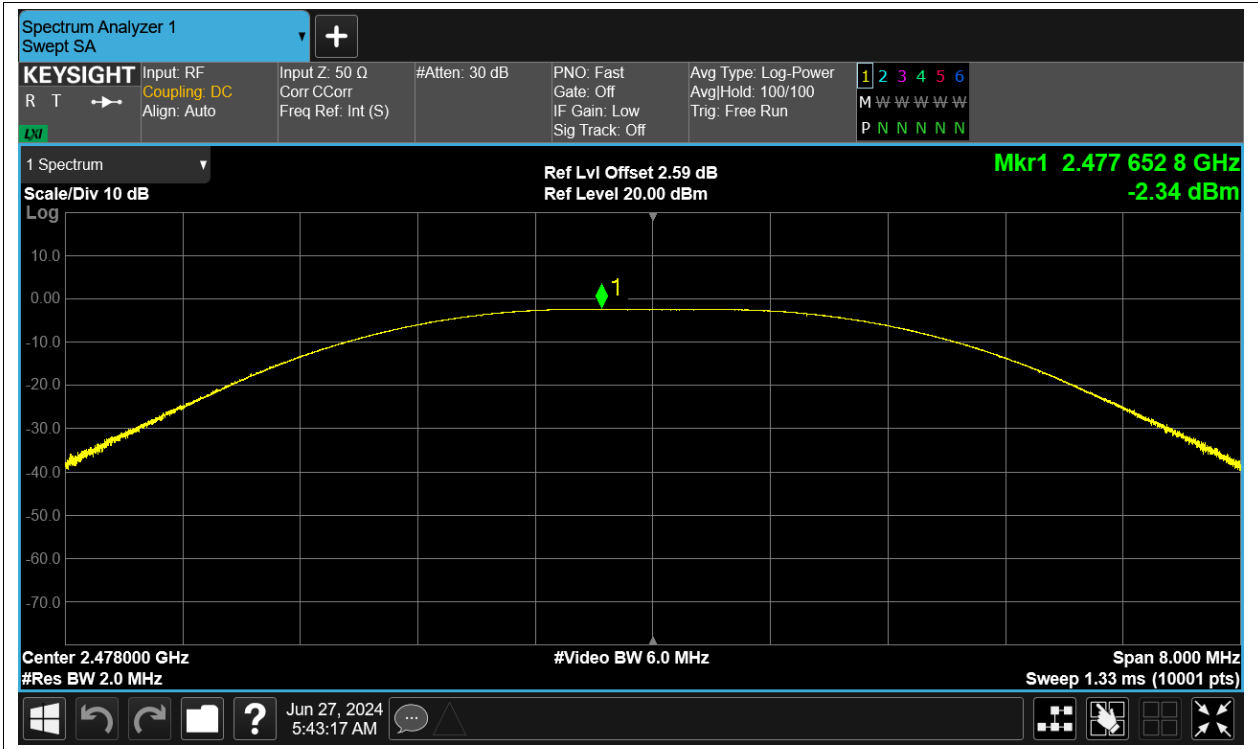 Spectrum Analyzer 1
Swept SA
KEYSIGHT
R T
LXI
Input: RF
Coupling: DC
Align: Auto
Input Z: 50 Ω
Corr CCorr
Freq Ref: Int (S)
#Atten: 30 dB
PNO: Fast
Gate: Off
IF Gain: Low
Sig Track: Off
Avg Type: Log-Power
Avg|Hold: 100/100
Trig: Free Run
1 2 3 4 5 6
M W W W W W
P N N N N N
1 Spectrum
Scale/Div 10 dB
Ref Lvl Offset 2.59 dB
Ref Level 20.00 dBm
Mkr1 2.477 652 8 GHz
-2.34 dBm
Log
10.0
0.00
-10.0
-20.0
-30.0
-40.0
-50.0
-60.0
-70.0
1
Center 2.478000 GHz
#Video BW 6.0 MHz
Span 8.000 MHz
#Res BW 2.0 MHz
Sweep 1.33 ms (10001 pts)
?
Jun 27, 2024
5:43:17 AM